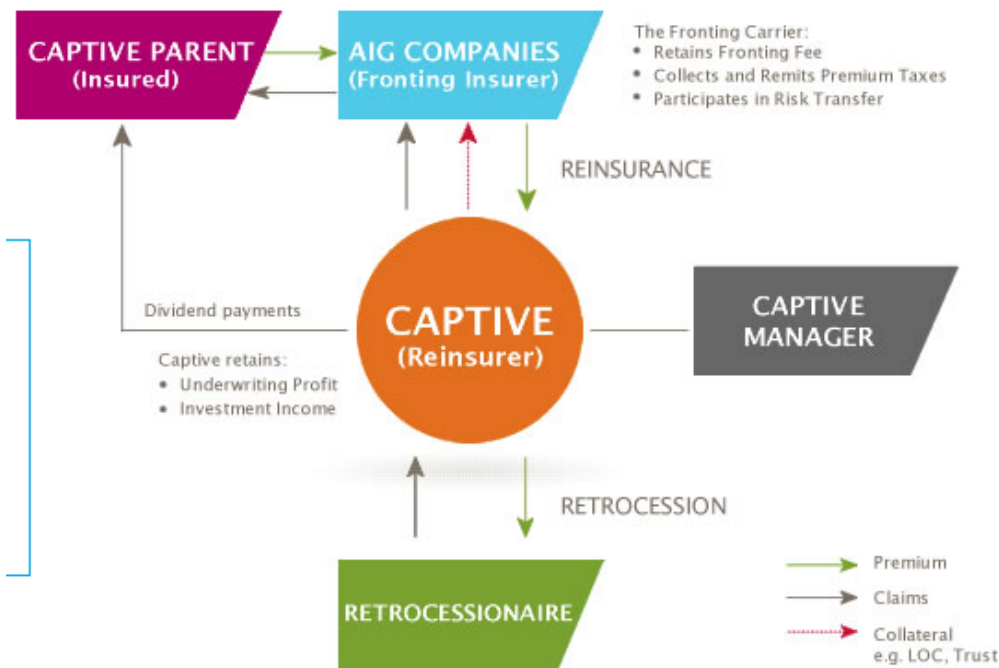 CAPTIVE PARENT
(Insured)
AIG COMPANIES
(Fronting Insurer)
The Fronting Carrier:
• Retains Fronting Fee
• Collects and Remits Premium Taxes
• Participates in Risk Transfer
REINSURANCE
Dividend payments
Captive retains:
• Underwriting Profit
• Investment Income
CAPTIVE
(Reinsurer)
CAPTIVE
MANAGER
RETROCESSION
RETROCESSIONAIRE
Premium
Claims
Collateral
e.g. LOC, Trust